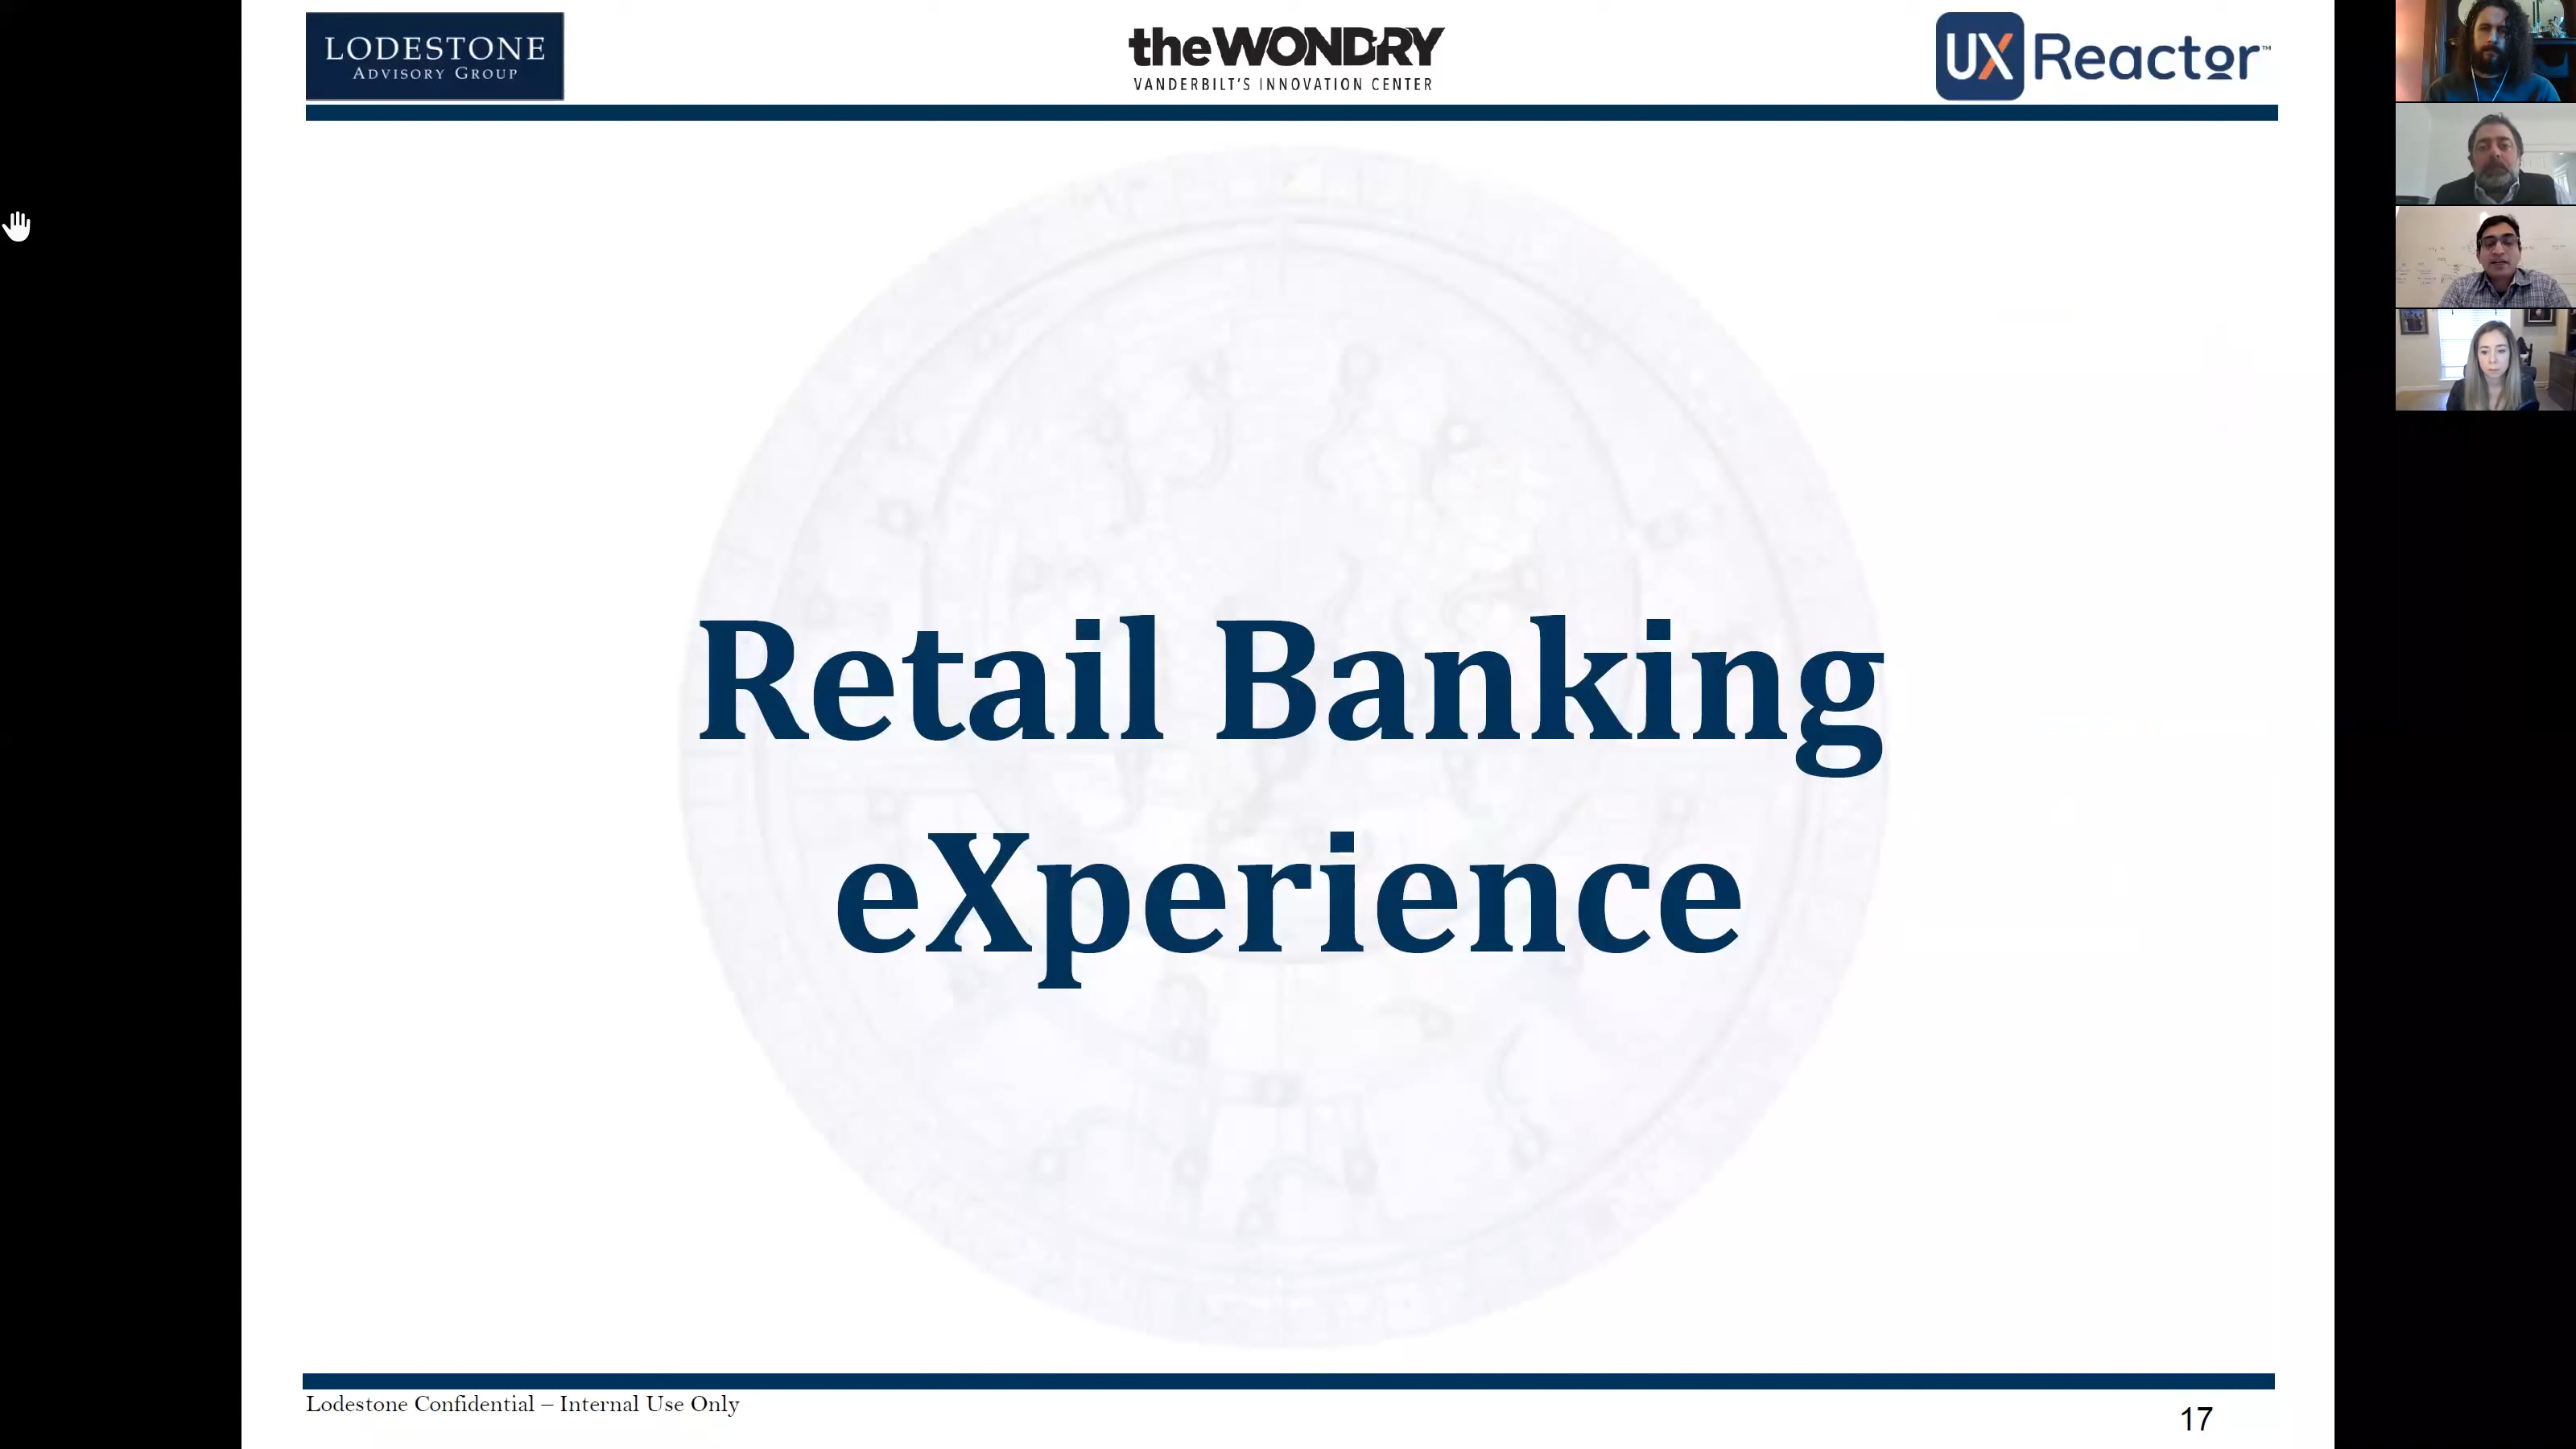 LODESTONE
ADVISORY GROUP
theWONDRY
VANDERBILT'S INNOVATION CENTER
UX Reactor™
Retail Banking
eXperience
Lodestone Confidential – Internal Use Only
17